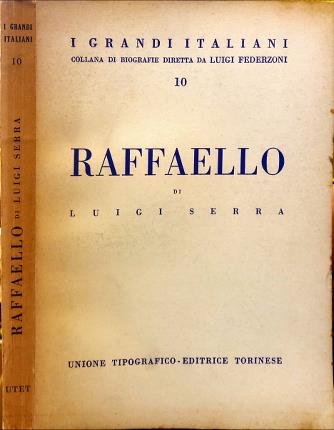 I GRANDI
ITALIANI
10
RAFFAELLO DI LUIGI SERRA
UTET
I GRANDI ITALIANI
COLLANA DI BIOGRAFIE DIRETTA DA LUIGI FEDERZONI
10
RAFFAELLO
DI
LUIGI SERRA
UNIONE TIPOGRAFICO-EDITRICE TORINESE